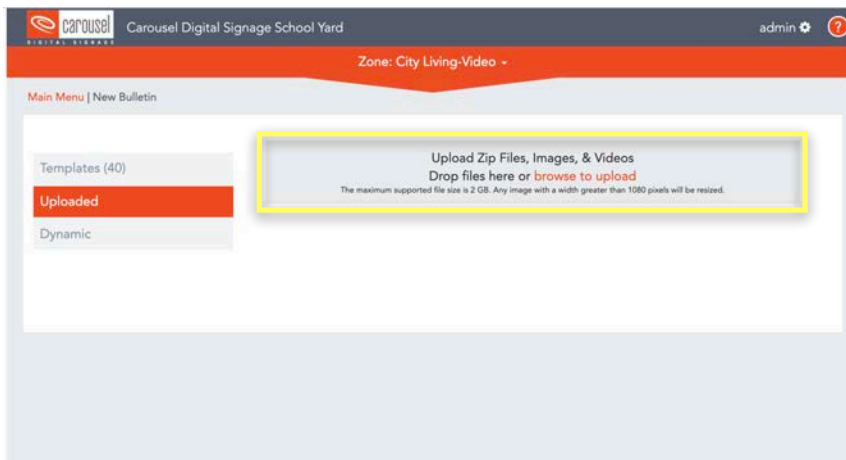 carousel
DIGITAL SIGNAGE
Carousel Digital Signage School Yard
admin
?
Zone: City Living-Video
Main Menu | New Bulletin
Templates (40)
Uploaded
Dynamic
Upload Zip Files, Images, & Videos
Drop files here or browse to upload
The maximum supported file size is 2 GB. Any image with a width greater than 1080 pixels will be resized.